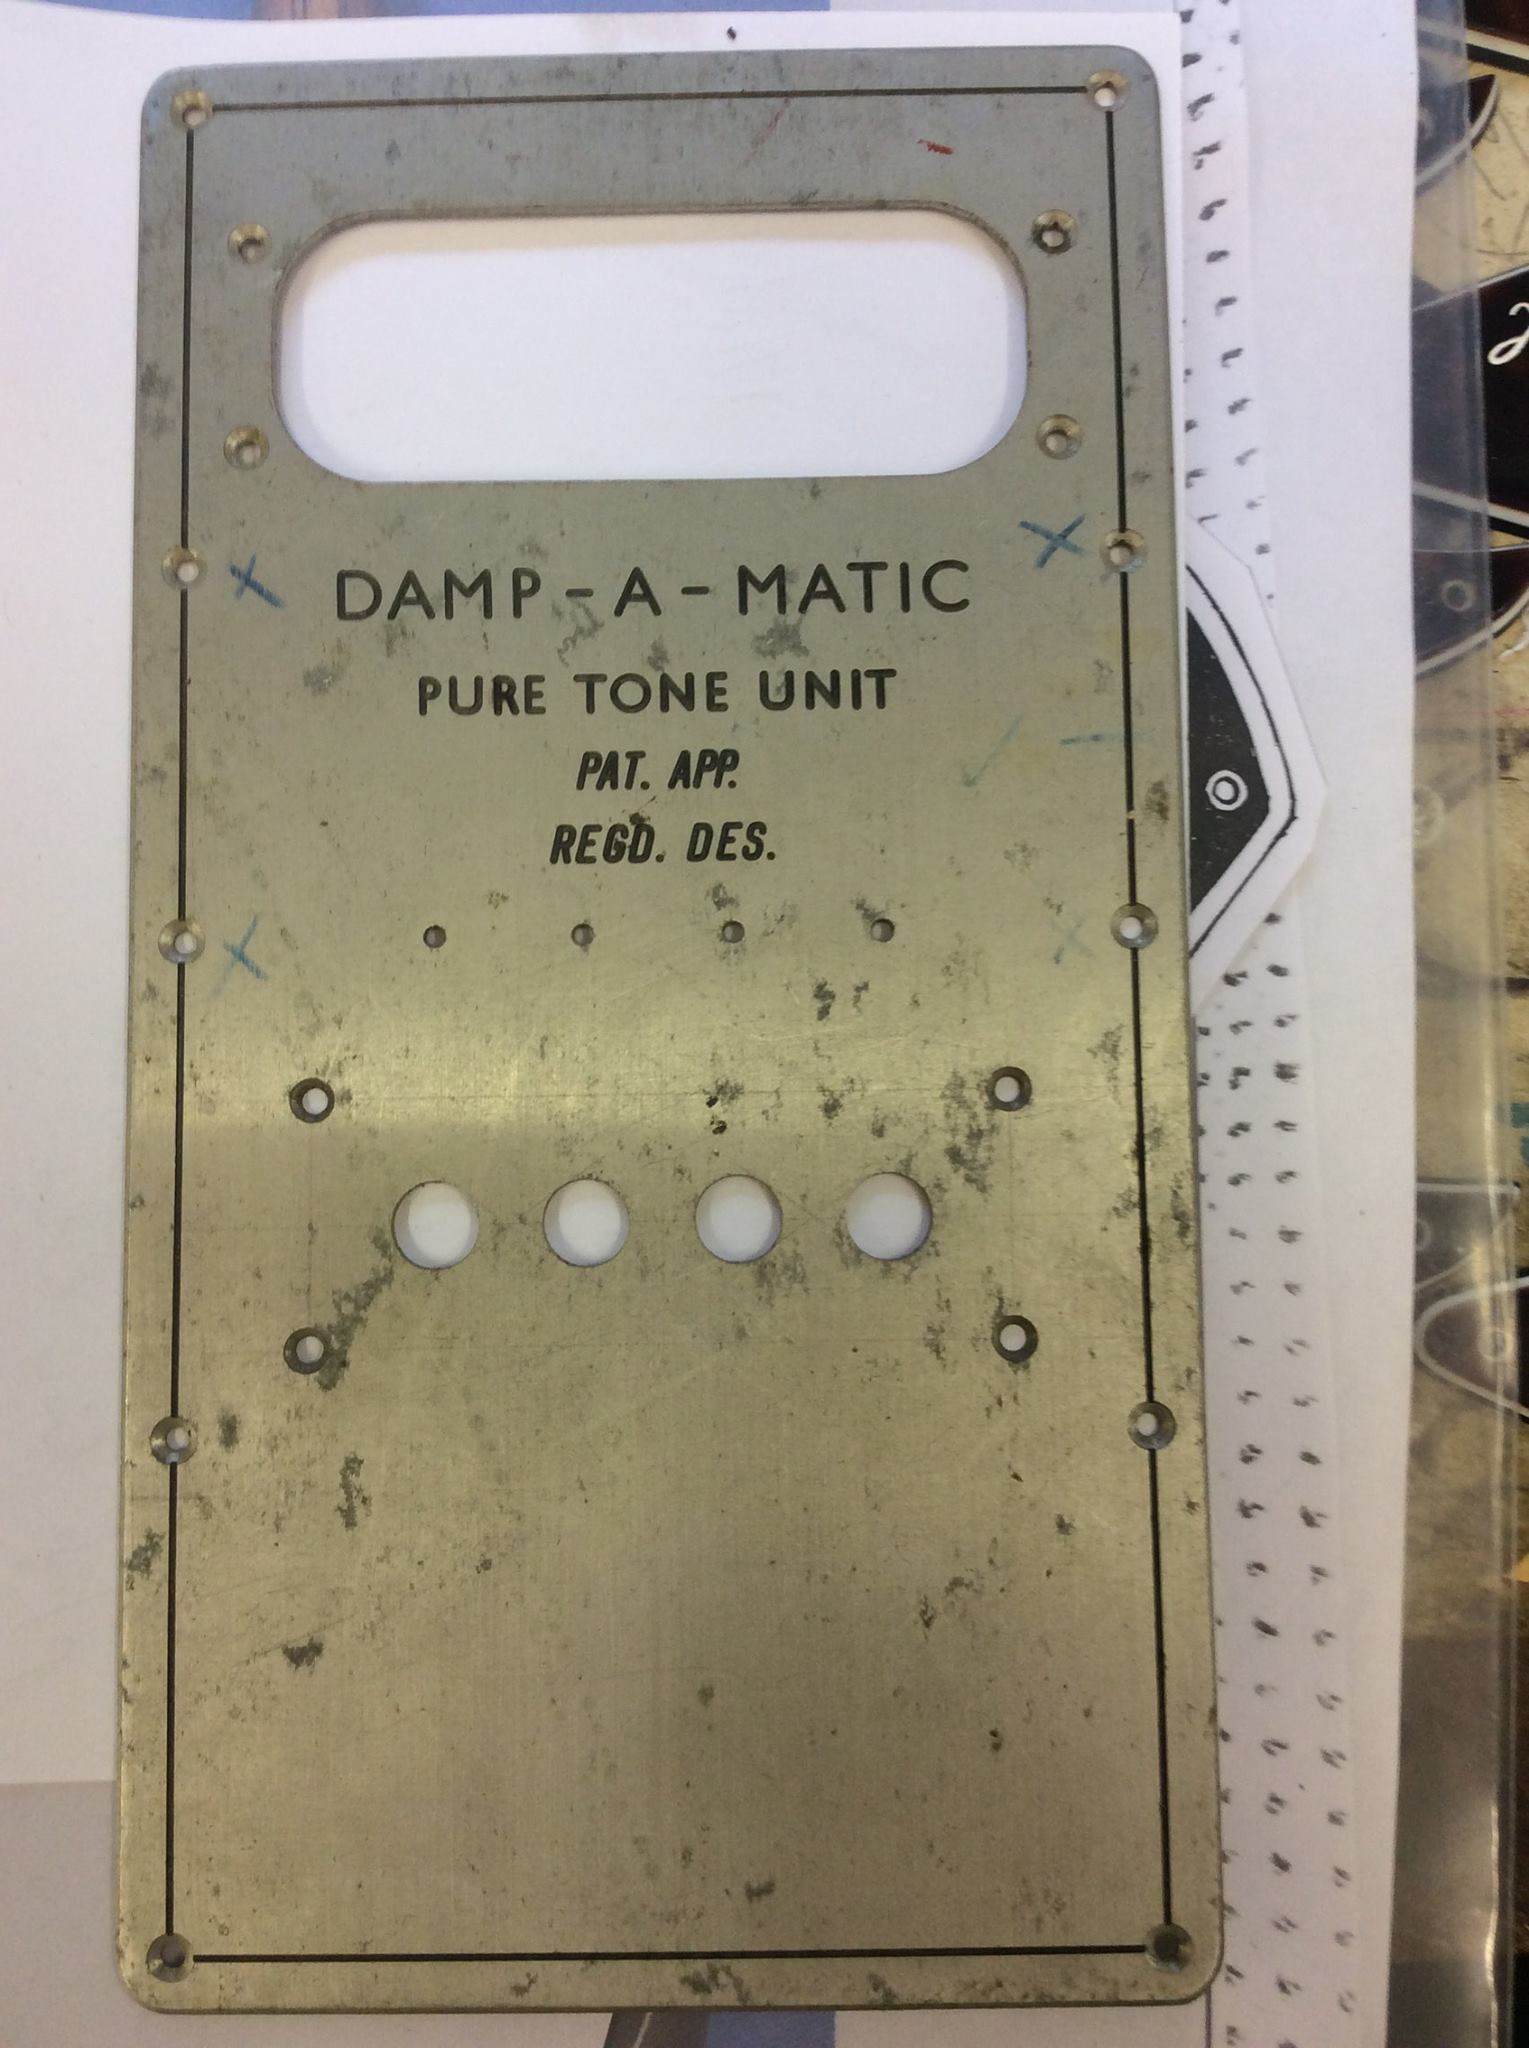 DAMP-A-MATIC
PURE TONE UNIT
PAT. APP.
REGD. DES.